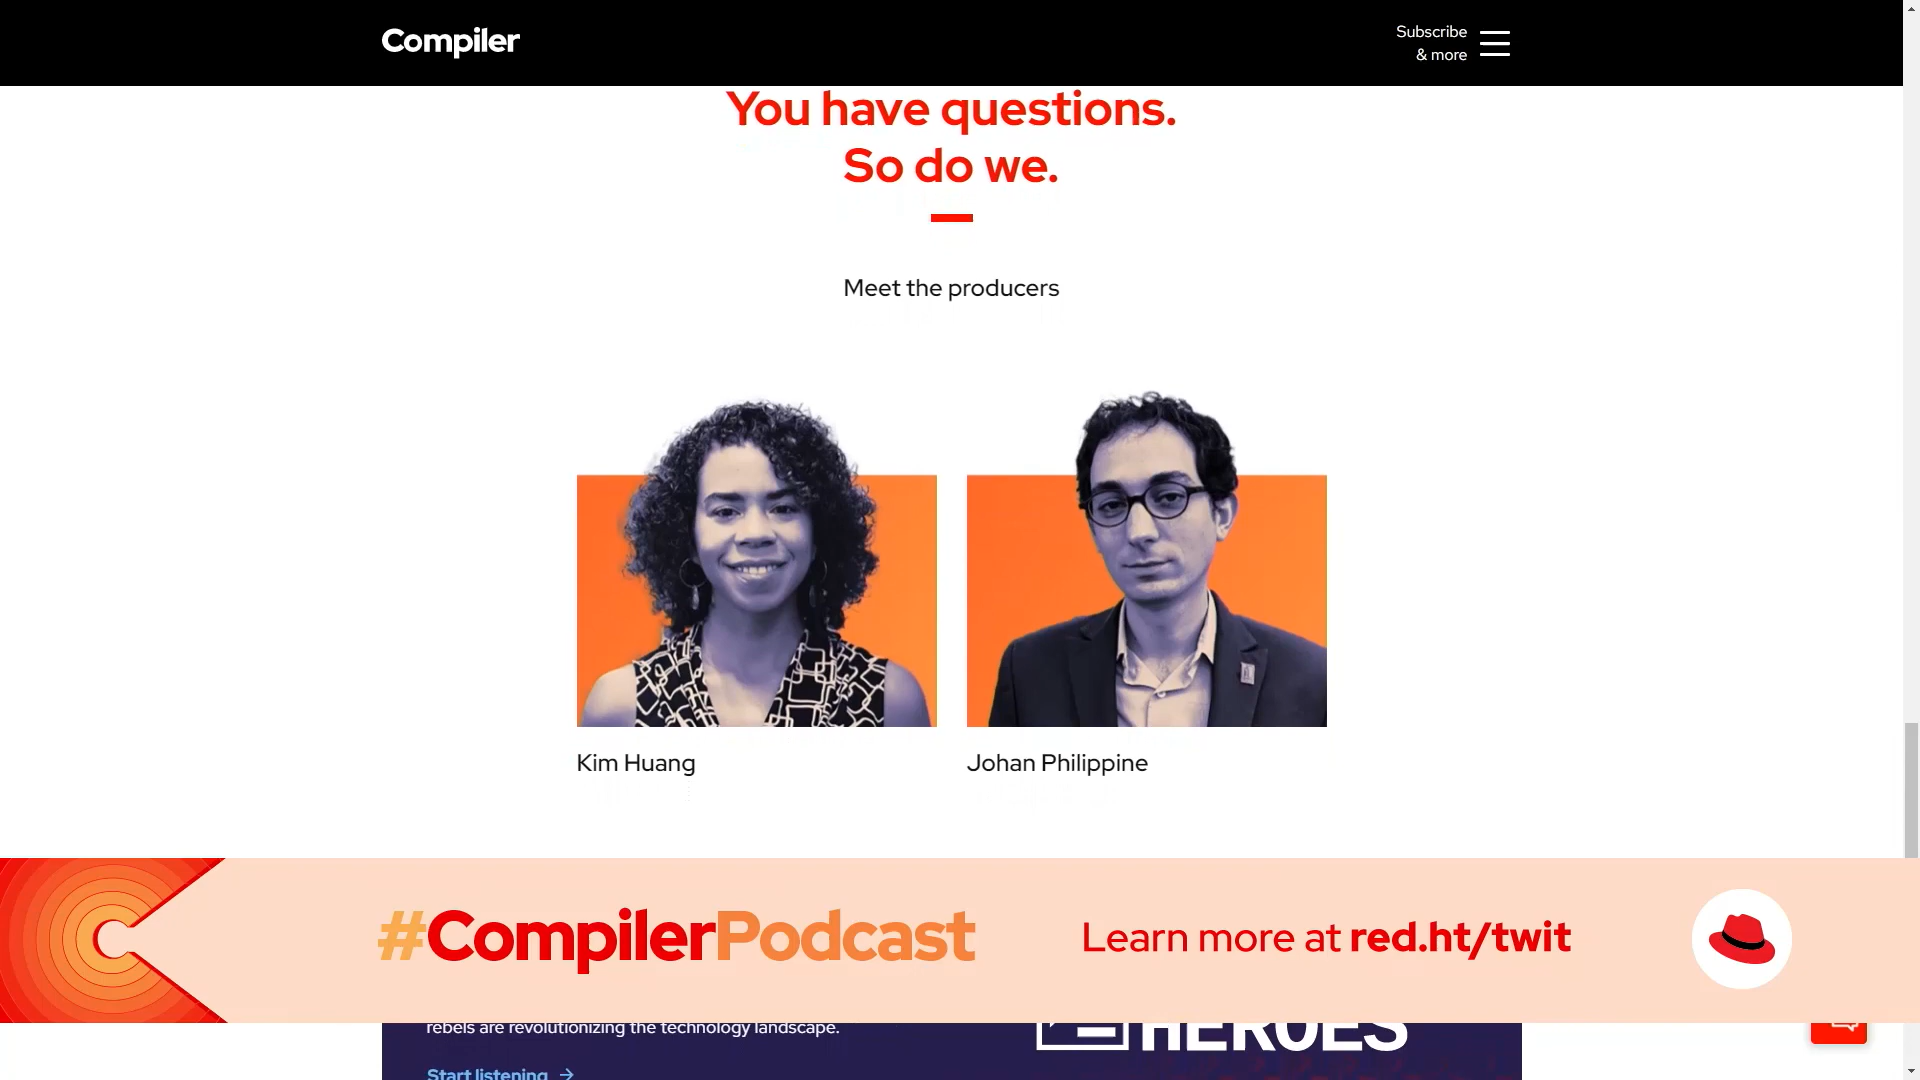 Compiler
Subscribe
& more
You have questions.
So do we.
Meet the producers
Kim Huang
Johan Philippine
#CompilerPodcast
Learn more at red.ht/twit
rebels are revolutionizing the technology landscape.
HEROES
Start listening →